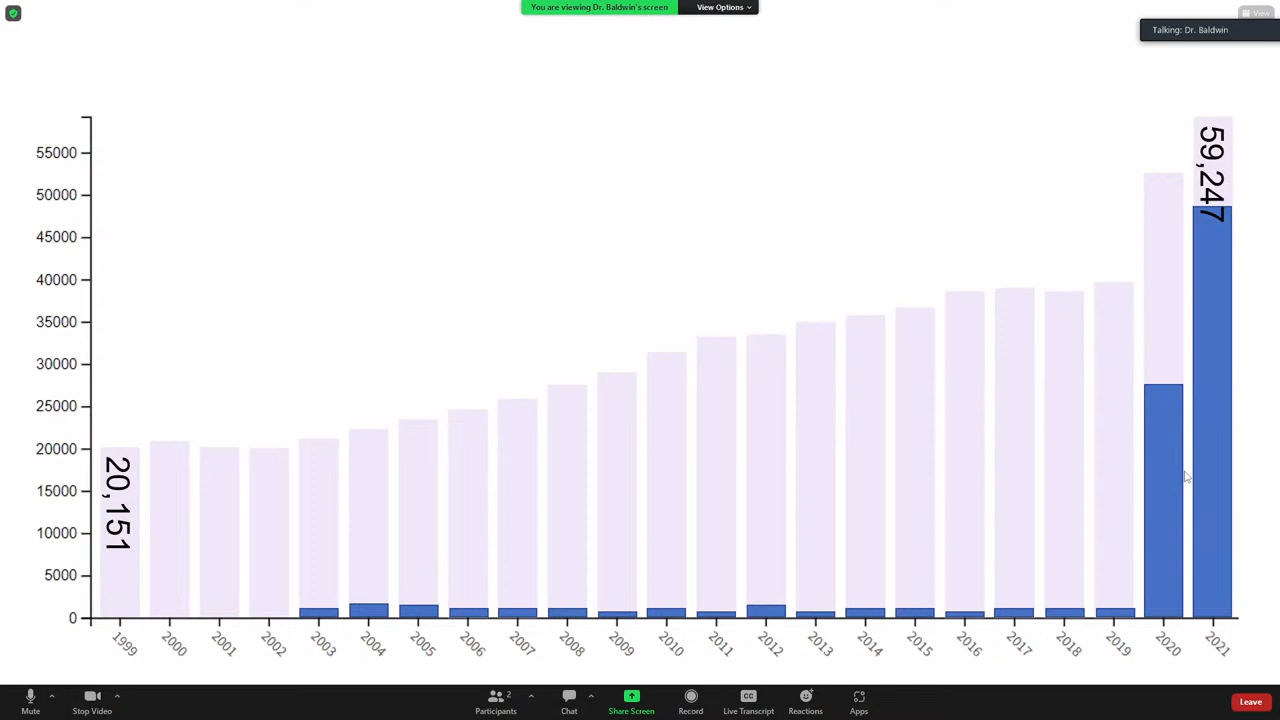 You are viewing Dr. Baldwin's screen
View Options
View
Talking: Dr. Baldwin
55000
50000
45000
40000
35000
30000
25000
20000
15000
10000
5000
0
20,151
59,247
1999 2000 2001 2002 2003 2004 2005 2006 2007 2008 2009 2010 2011 2012 2013 2014 2015 2016 2017 2018 2019 2020 2021
2
CC
Mute Stop Video Participants Chat Share Screen Record Live Transcript Reactions Apps Leave